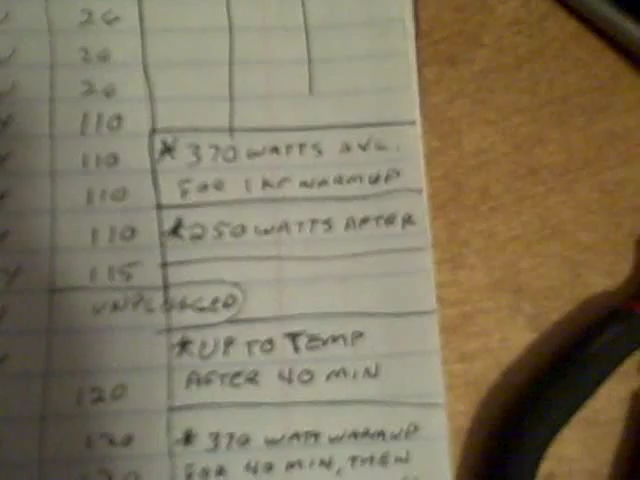 26
26
26
110
110
* 370 WATTS AVG.
FOR 1 HR WARMUP
110
110
* 250 WATTS AFTER
115
UNPLUGGED
* UP TO TEMP
AFTER 40 MIN
120
120
* 370 WATT WARMUP
FOR 40 MIN, THEN
120